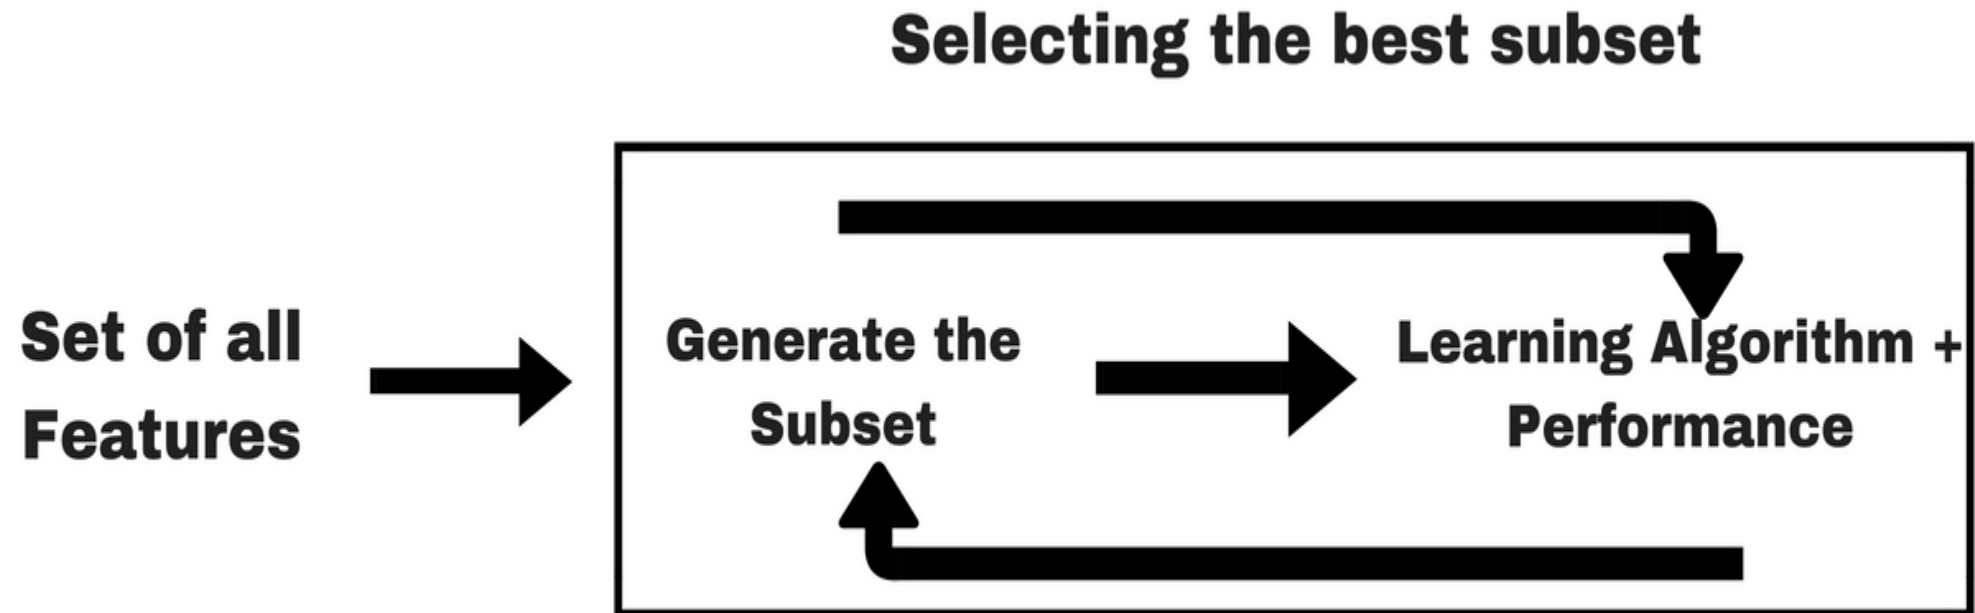 Selecting the best subset
Set of all
Features
Generate the
Subset
Learning Algorithm +
Performance